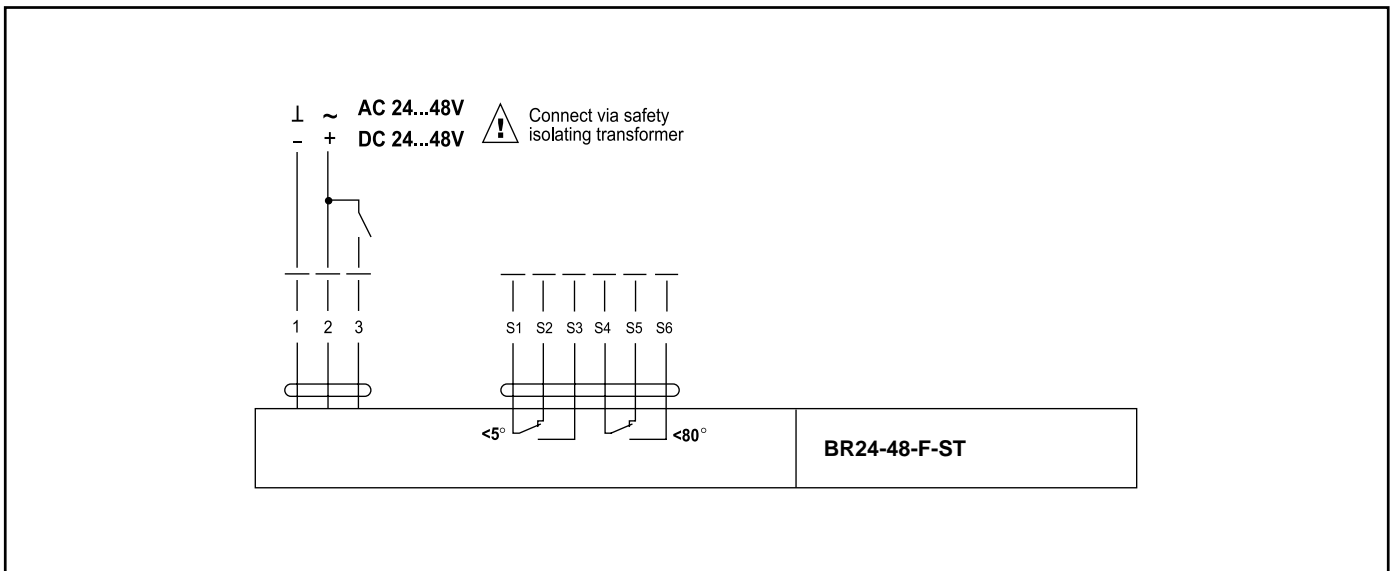 ⊥ ~ AC 24...48V
- + DC 24...48V
Connect via safety
isolating transformer
1 2 3
S1 S2 S3 S4 S5 S6
<5° <80°
BR24-48-F-ST